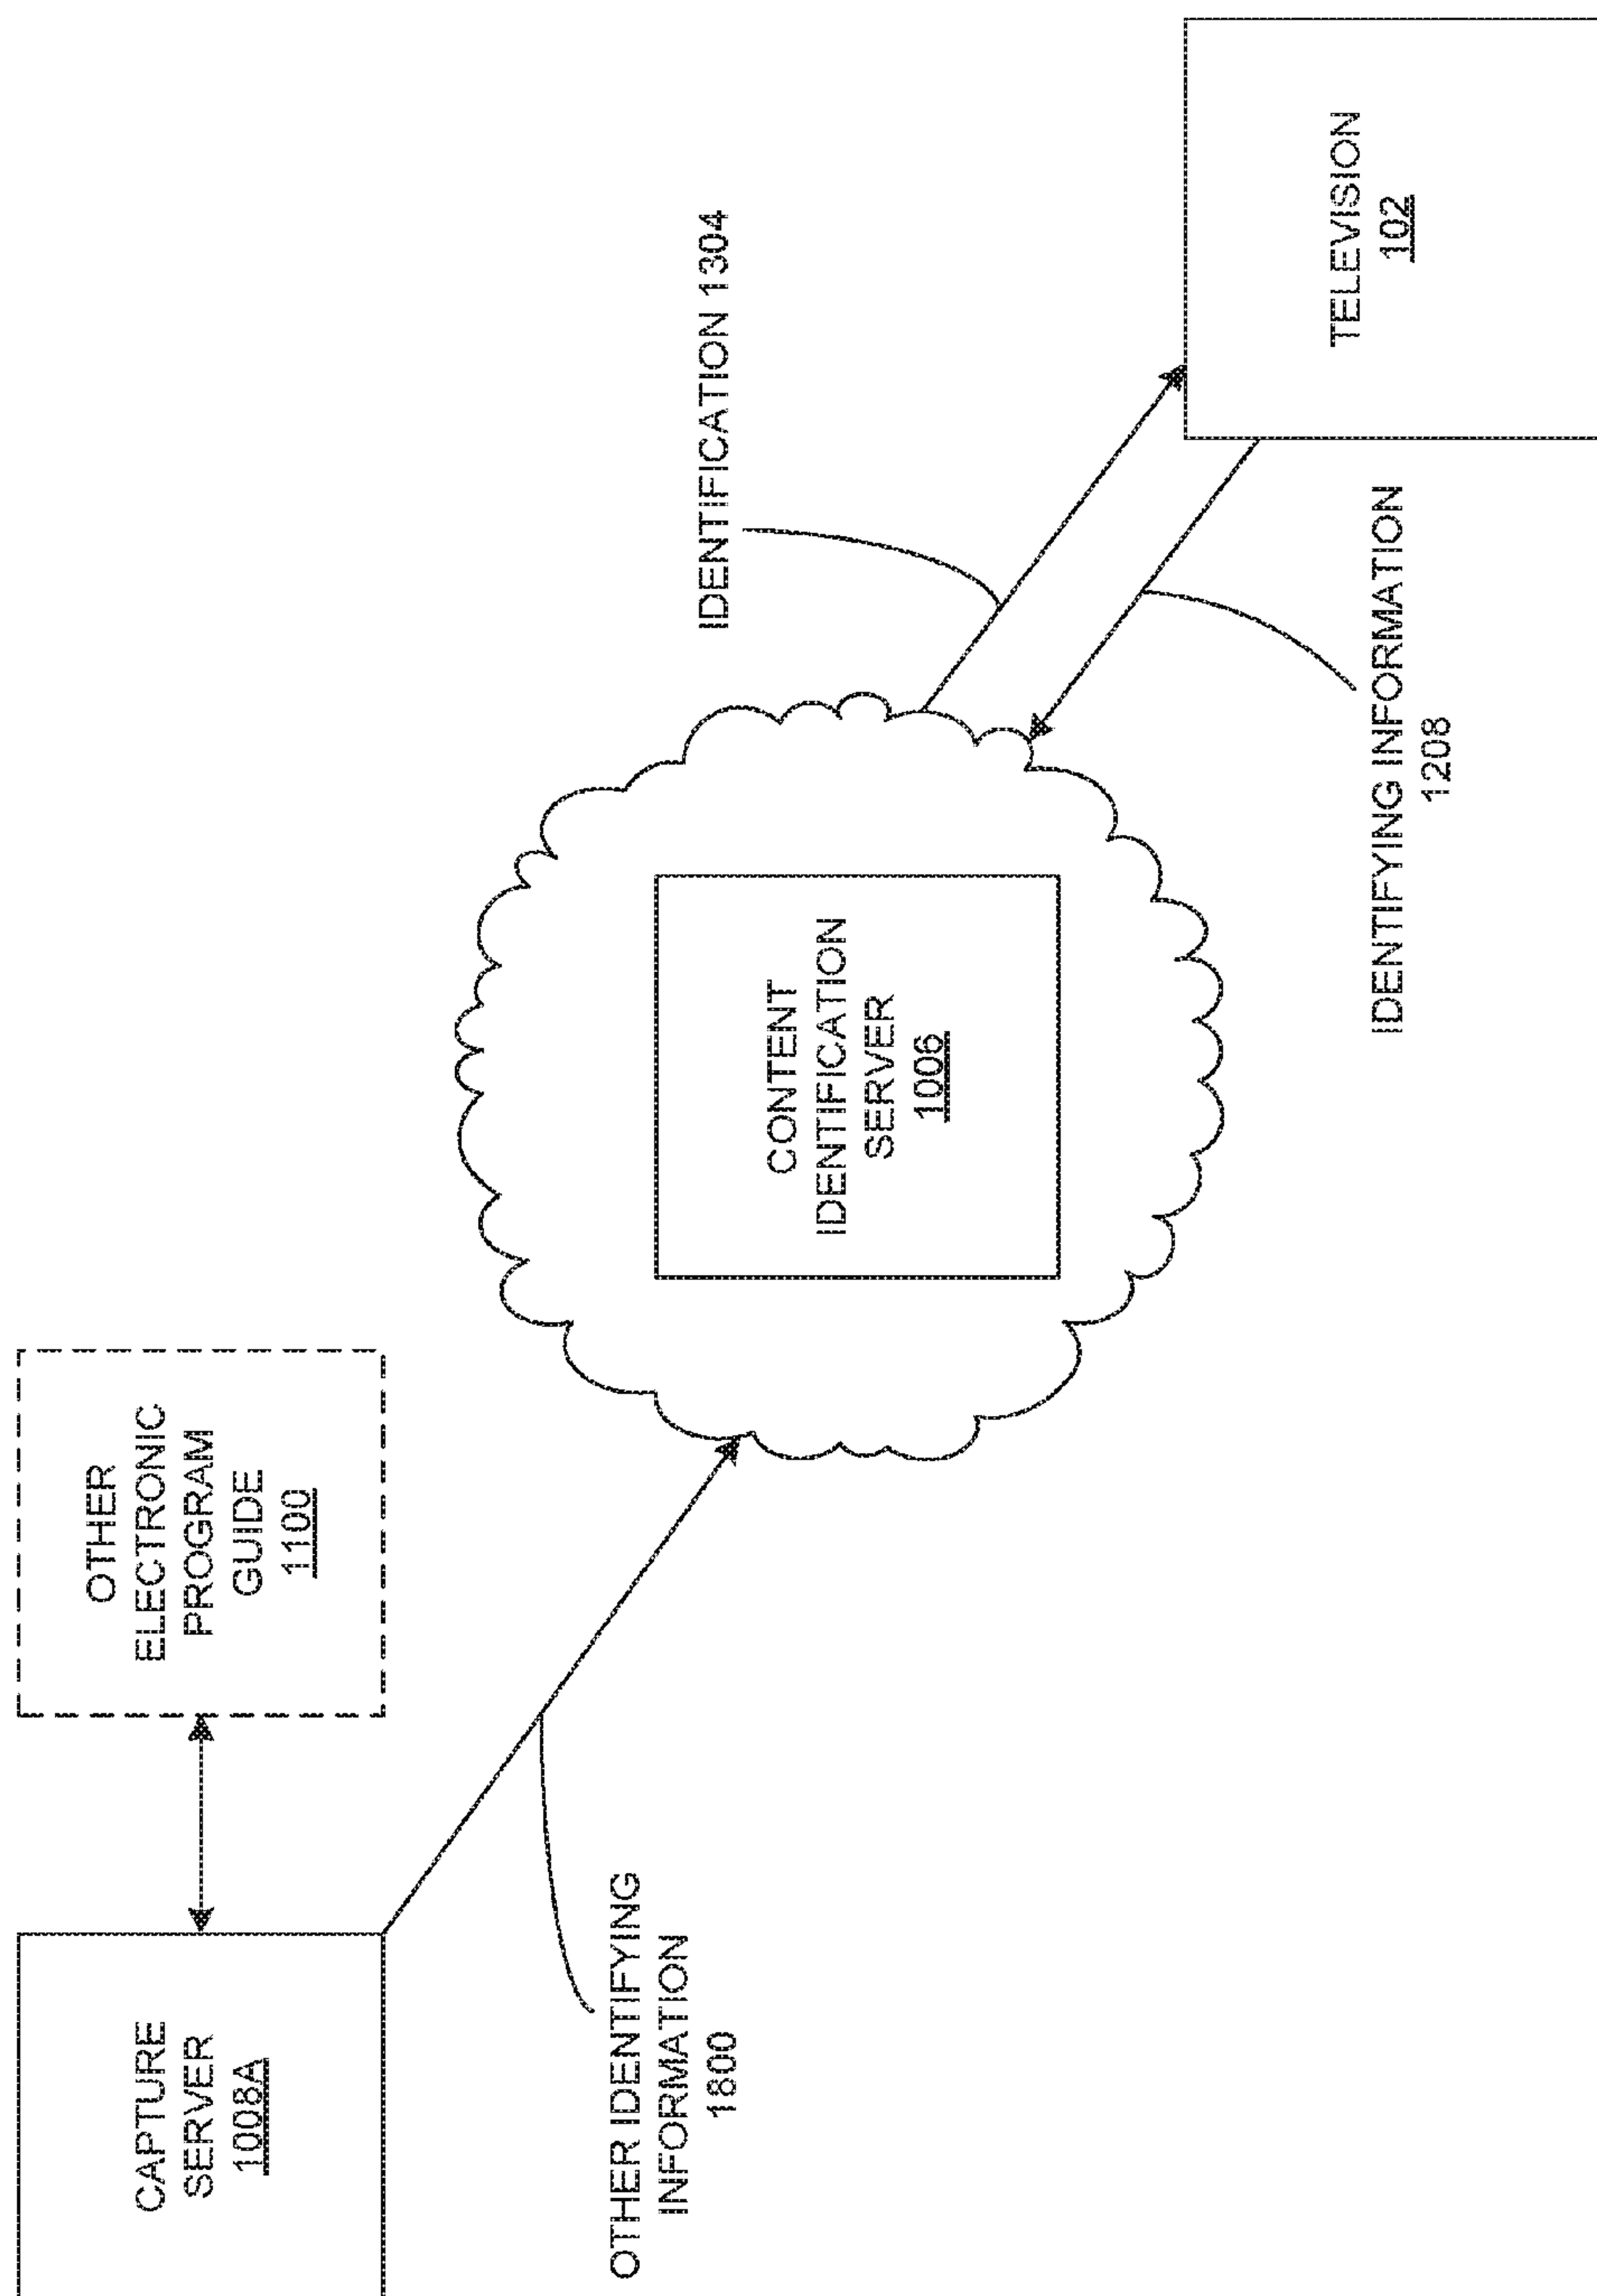 CAPTURE
SERVER
1008A
OTHER
ELECTRONIC
PROGRAM
GUIDE
1100
OTHER IDENTIFYING
INFORMATION
1800
CONTENT
IDENTIFICATION
SERVER
1006
IDENTIFICATION 1304
IDENTIFYING INFORMATION
1208
TELEVISION
102